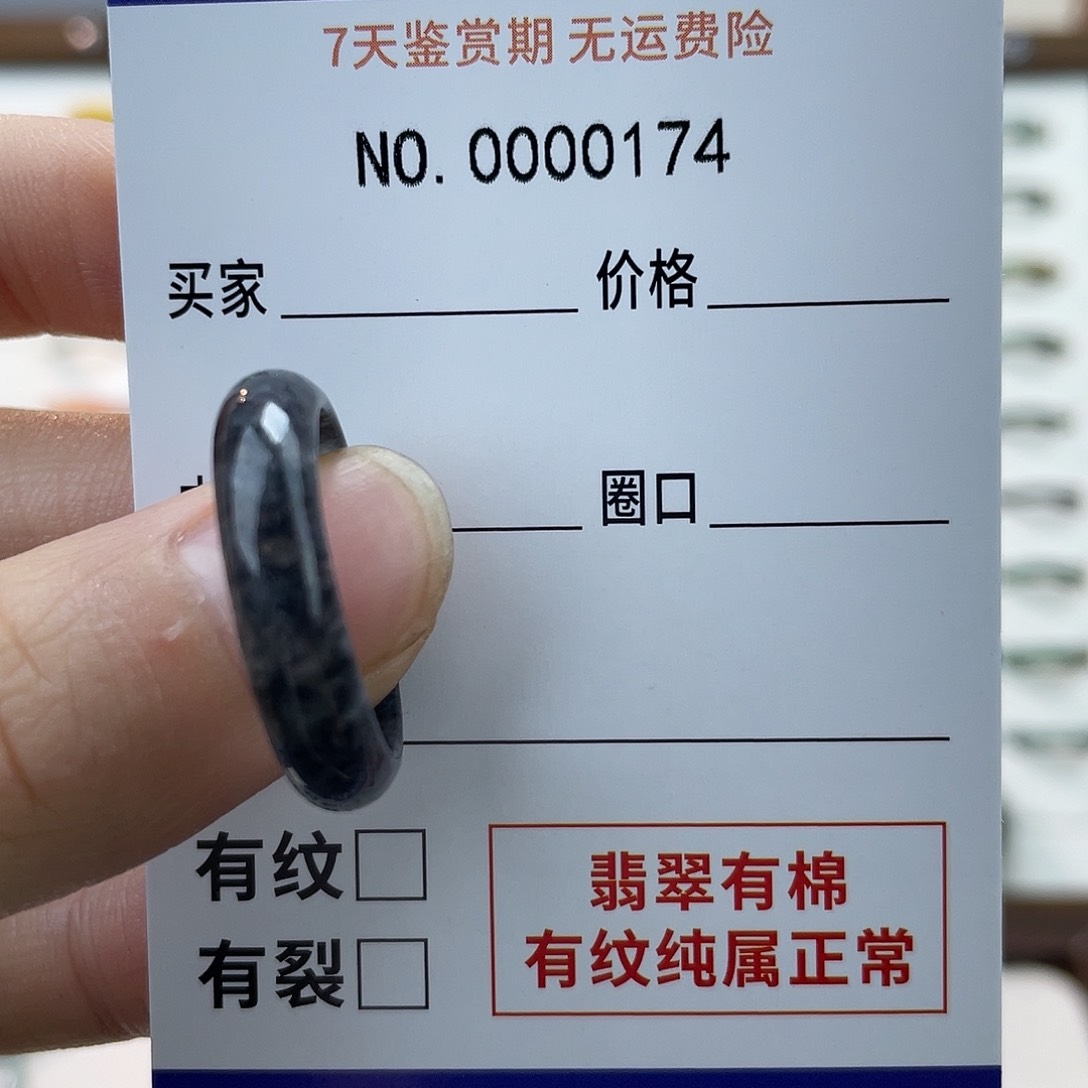 7天鉴赏期 无运费险
NO. 0000174
买家 价格
圈口
有纹
有裂
翡翠有棉
有纹纯属正常